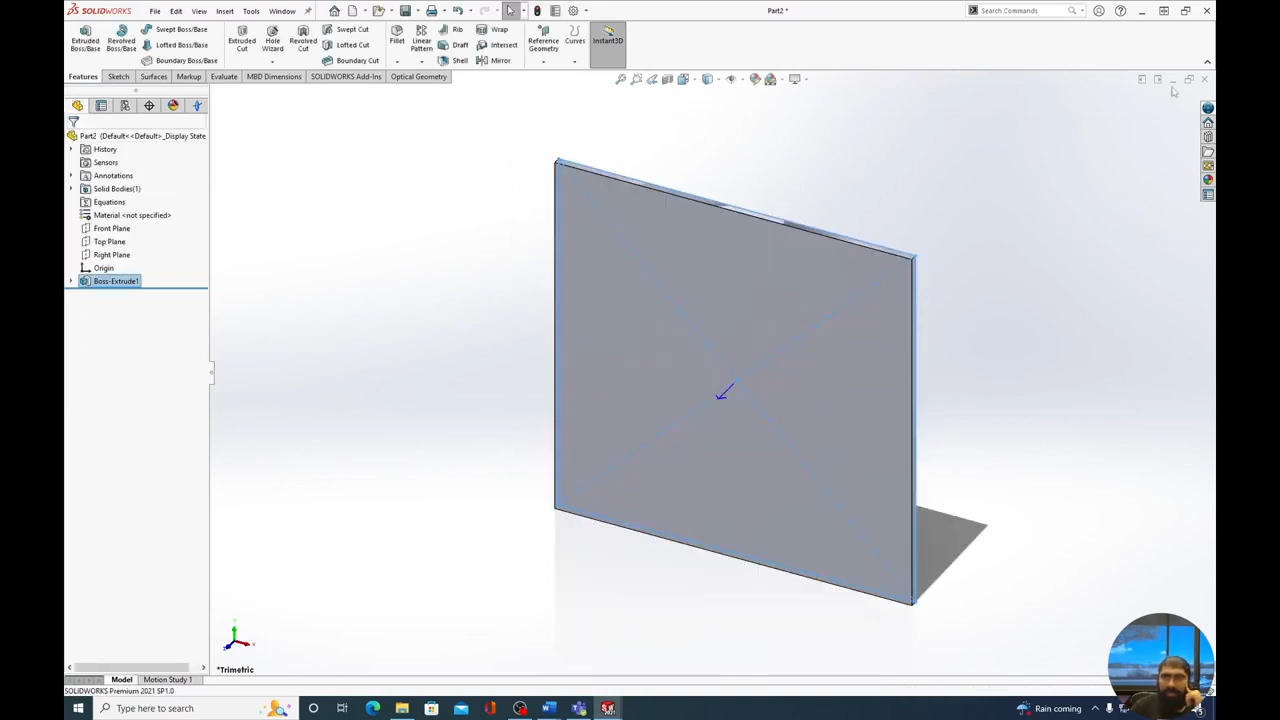 SOLIDWORKS File Edit View Insert Tools Window Part2 * Search Commands
Extruded Boss/Base
Revolved Boss/Base
Swept Boss/Base
Lofted Boss/Base
Boundary Boss/Base
Extruded Cut
Hole Wizard
Revolved Cut
Swept Cut
Lofted Cut
Boundary Cut
Fillet
Linear Pattern
Rib
Draft
Shell
Wrap
Intersect
Mirror
Reference Geometry
Curves
Instant3D
Features Sketch Surfaces Markup Evaluate MBD Dimensions SOLIDWORKS Add-Ins Optical Geometry
Part2 (Default<<Default>_Display State
History
Sensors
Annotations
Solid Bodies(1)
Equations
Material <not specified>
Front Plane
Top Plane
Right Plane
Origin
Boss-Extrude1
*Trimetric
Model Motion Study 1
SOLIDWORKS Premium 2021 SP1.0
Type here to search Rain coming